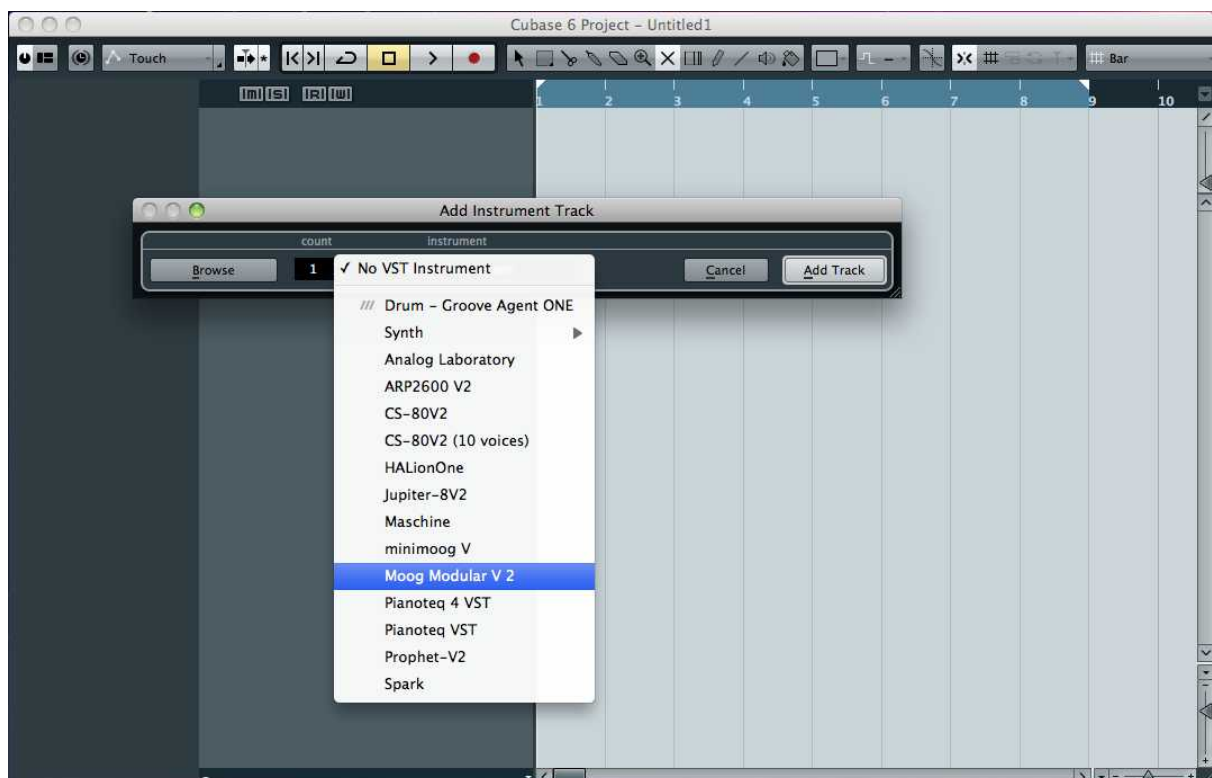 Cubase 6 Project – Untitled1
Touch
Bar
M S R W
1 2 3 4 5 6 7 8 9 10
Add Instrument Track
count instrument
Browse 1 ✓ No VST Instrument Cancel Add Track
Drum – Groove Agent ONE
Synth
Analog Laboratory
ARP2600 V2
CS-80V2
CS-80V2 (10 voices)
HALionOne
Jupiter-8V2
Maschine
minimoog V
Moog Modular V 2
Pianoteq 4 VST
Pianoteq VST
Prophet-V2
Spark